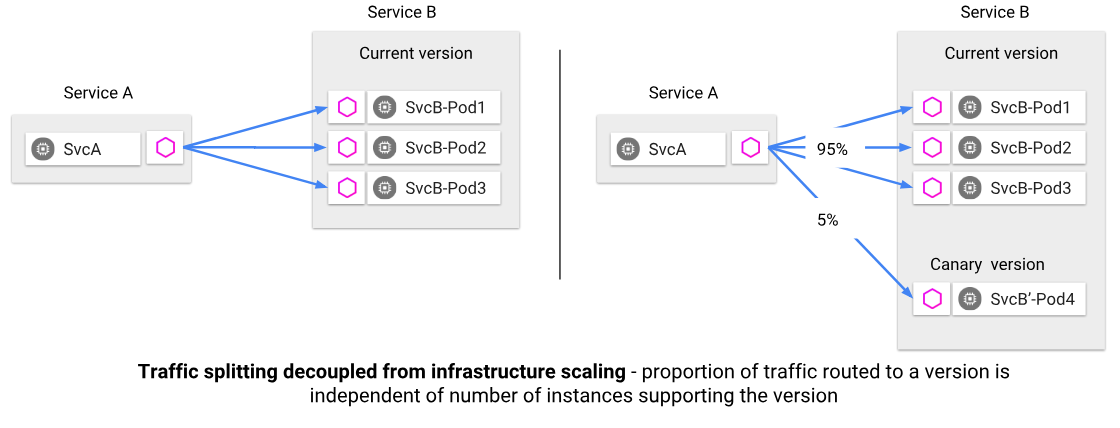 Service B
Current version
Service A
SvcA
SvcB-Pod1
SvcB-Pod2
SvcB-Pod3
Service B
Current version
Service A
SvcA
95%
5%
SvcB-Pod1
SvcB-Pod2
SvcB-Pod3
Canary version
SvcB’-Pod4
Traffic splitting decoupled from infrastructure scaling - proportion of traffic routed to a version is
independent of number of instances supporting the version